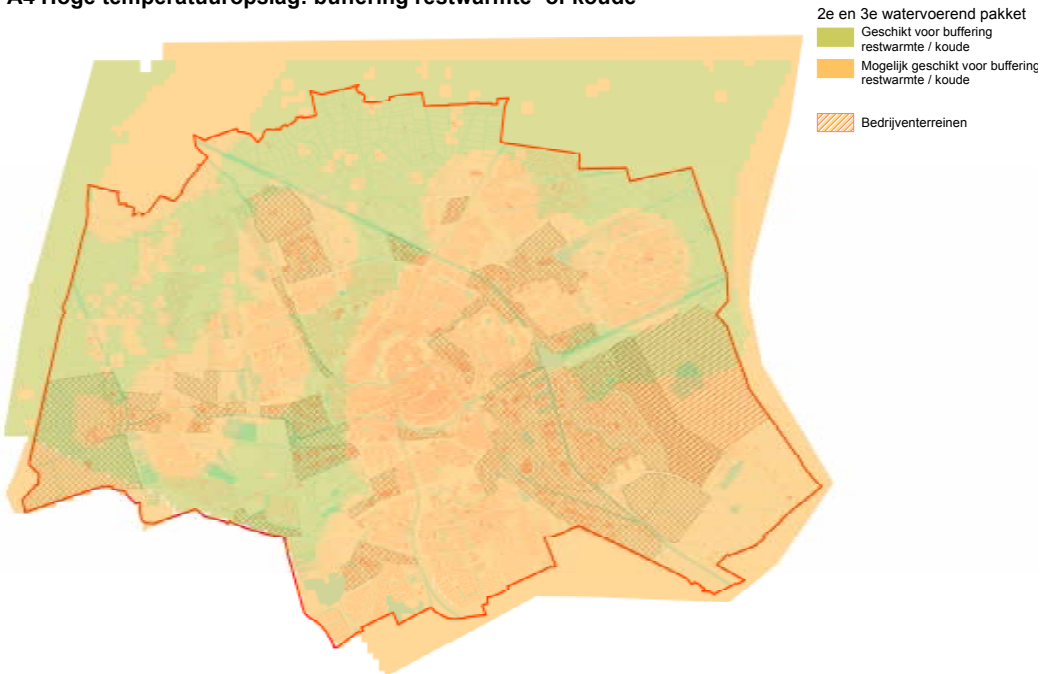 A4 Hoge temperatuuropslag: buffering restwarmte of koude
2e en 3e watervoerend pakket
Geschikt voor buffering
restwarmte / koude
Mogelijk geschikt voor buffering
restwarmte / koude
Bedrijventerreinen